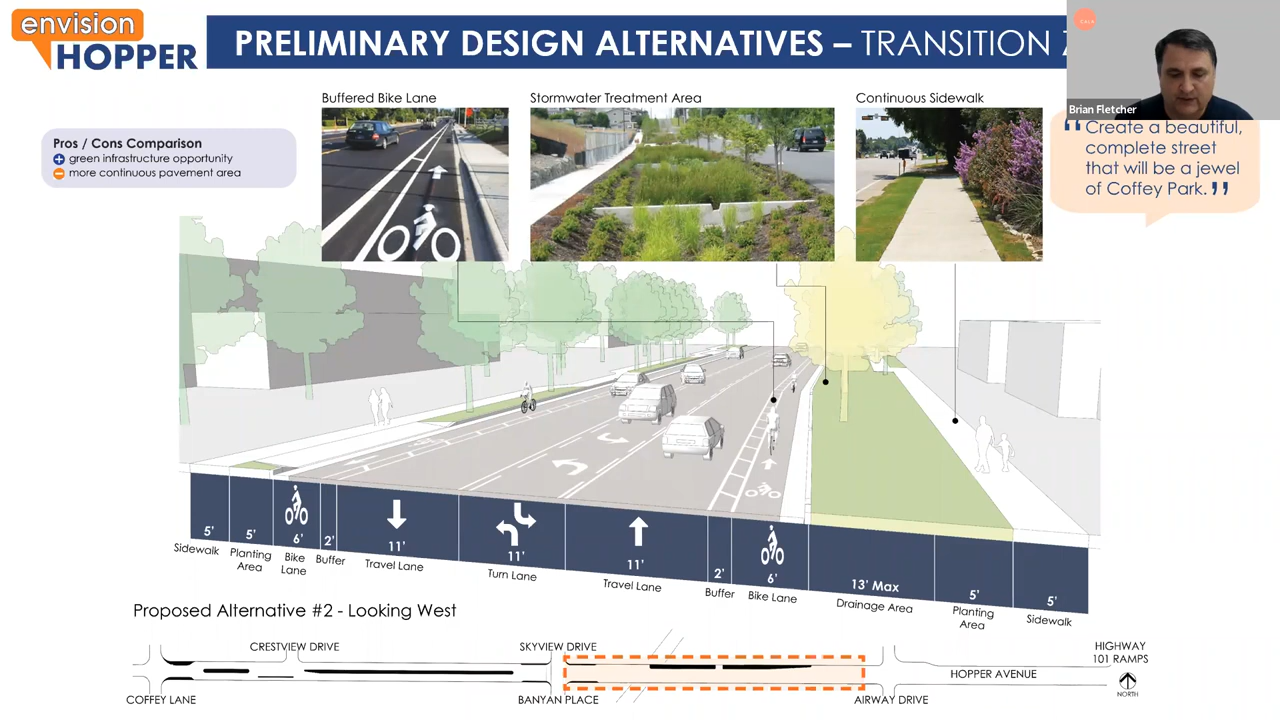 envision
HOPPER
PRELIMINARY DESIGN ALTERNATIVES – TRANSITION
Brian Fletcher
Buffered Bike Lane
Stormwater Treatment Area
Continuous Sidewalk
Pros / Cons Comparison
green infrastructure opportunity
more continuous pavement area
“ Create a beautiful,
complete street
that will be a jewel
of Coffey Park. ”
5'
Sidewalk
5'
Planting
Area
6'
Bike
Lane
2'
Buffer
11'
Travel Lane
11'
Turn Lane
11'
Travel Lane
2'
Buffer
6'
Bike Lane
13' Max
Drainage Area
5'
Planting
Area
5'
Sidewalk
Proposed Alternative #2 - Looking West
CRESTVIEW DRIVE
SKYVIEW DRIVE
HIGHWAY
101 RAMPS
HOPPER AVENUE
COFFEY LANE
BANYAN PLACE
AIRWAY DRIVE
NORTH